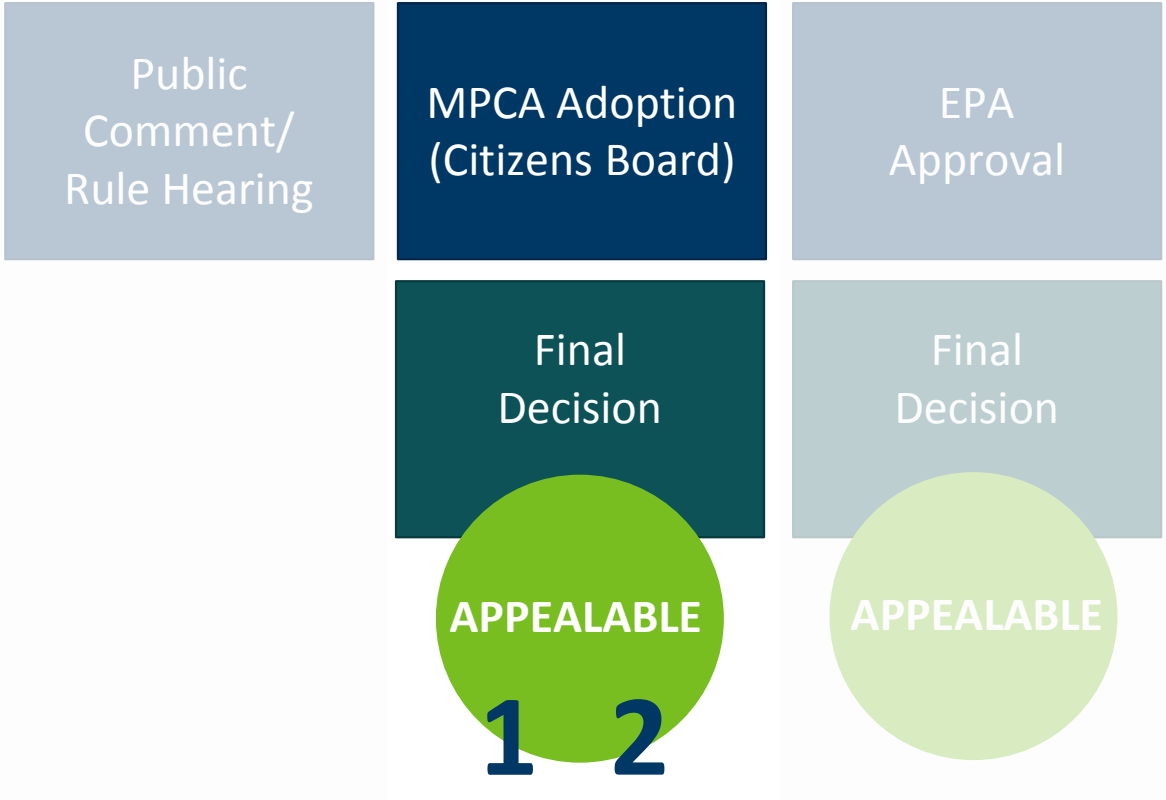 Public
Comment/
Rule Hearing
MPCA Adoption
(Citizens Board)
EPA
Approval
Final
Decision
Final
Decision
APPEALABLE
APPEALABLE
1 2